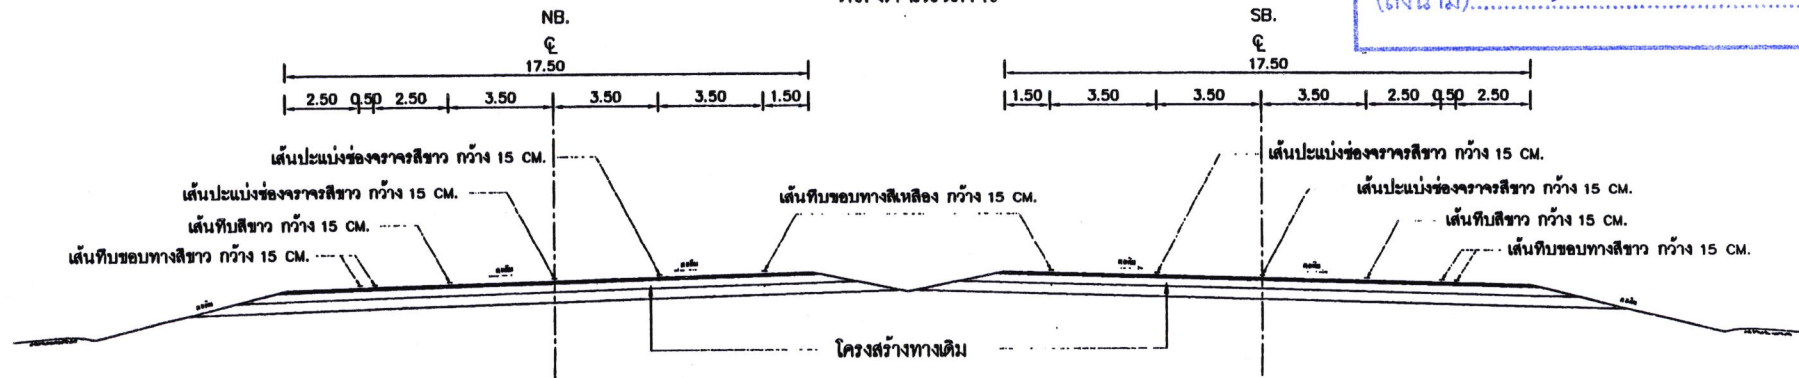 (ลงนาม)
NB.
SB.
℄
℄
17.50
17.50
2.50 0.50 2.50 3.50 3.50 3.50 1.50
1.50 3.50 3.50 3.50 2.50 0.50 2.50
เส้นปะแบ่งช่องจราจรสีขาว กว้าง 15 CM.
เส้นปะแบ่งช่องจราจรสีขาว กว้าง 15 CM.
เส้นปะแบ่งช่องจราจรสีขาว กว้าง 15 CM.
เส้นทึบขอบทางสีเหลือง กว้าง 15 CM.
เส้นปะแบ่งช่องจราจรสีขาว กว้าง 15 CM.
เส้นทึบสีขาว กว้าง 15 CM.
เส้นทึบสีขาว กว้าง 15 CM.
เส้นทึบขอบทางสีขาว กว้าง 15 CM.
เส้นทึบขอบทางสีขาว กว้าง 15 CM.
โครงสร้างทางเดิม